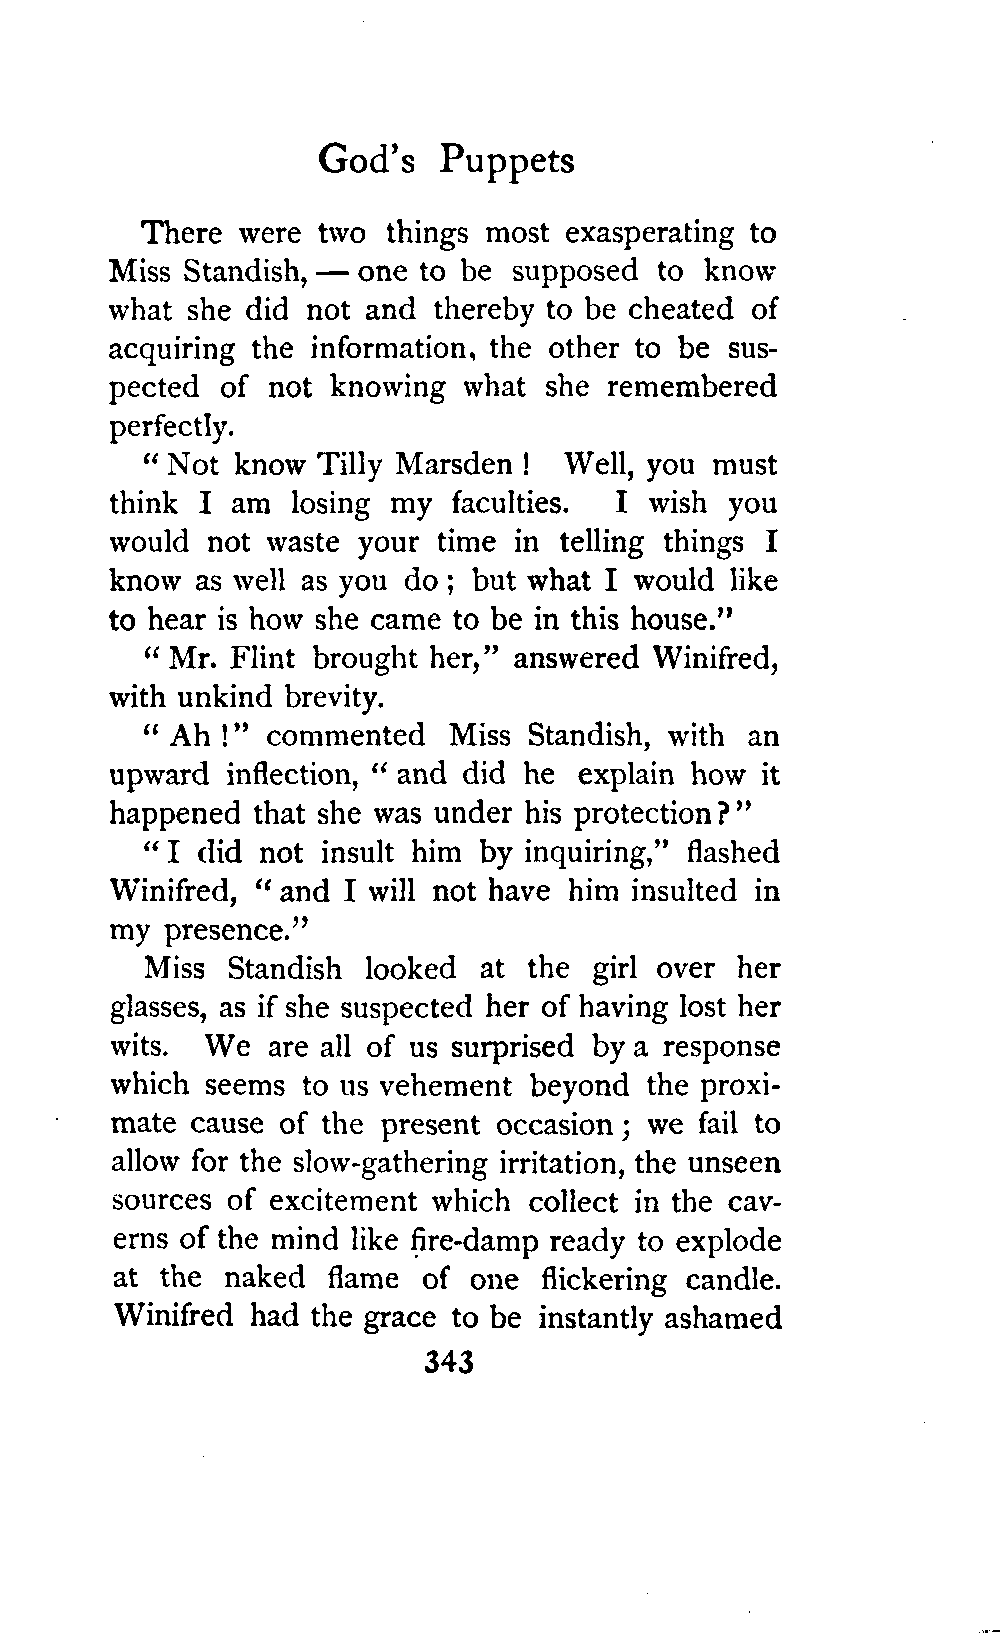 God's Puppets
There were two things most exasperating to
Miss Standish, — one to be supposed to know
what she did not and thereby to be cheated of
acquiring the information, the other to be sus-
pected of not knowing what she remembered
perfectly.
" Not know Tilly Marsden ! Well, you must
think I am losing my faculties. I wish you
would not waste your time in telling things I
know as well as you do ; but what I would like
to hear is how she came to be in this house."
" Mr. Flint brought her," answered Winifred,
with unkind brevity.
" Ah !" commented Miss Standish, with an
upward inflection, " and did he explain how it
happened that she was under his protection?"
" I did not insult him by inquiring," flashed
Winifred, " and I will not have him insulted in
my presence."
Miss Standish looked at the girl over her
glasses, as if she suspected her of having lost her
wits. We are all of us surprised by a response
which seems to us vehement beyond the proxi-
mate cause of the present occasion ; we fail to
allow for the slow-gathering irritation, the unseen
sources of excitement which collect in the cav-
erns of the mind like fire-damp ready to explode
at the naked flame of one flickering candle.
Winifred had the grace to be instantly ashamed
343